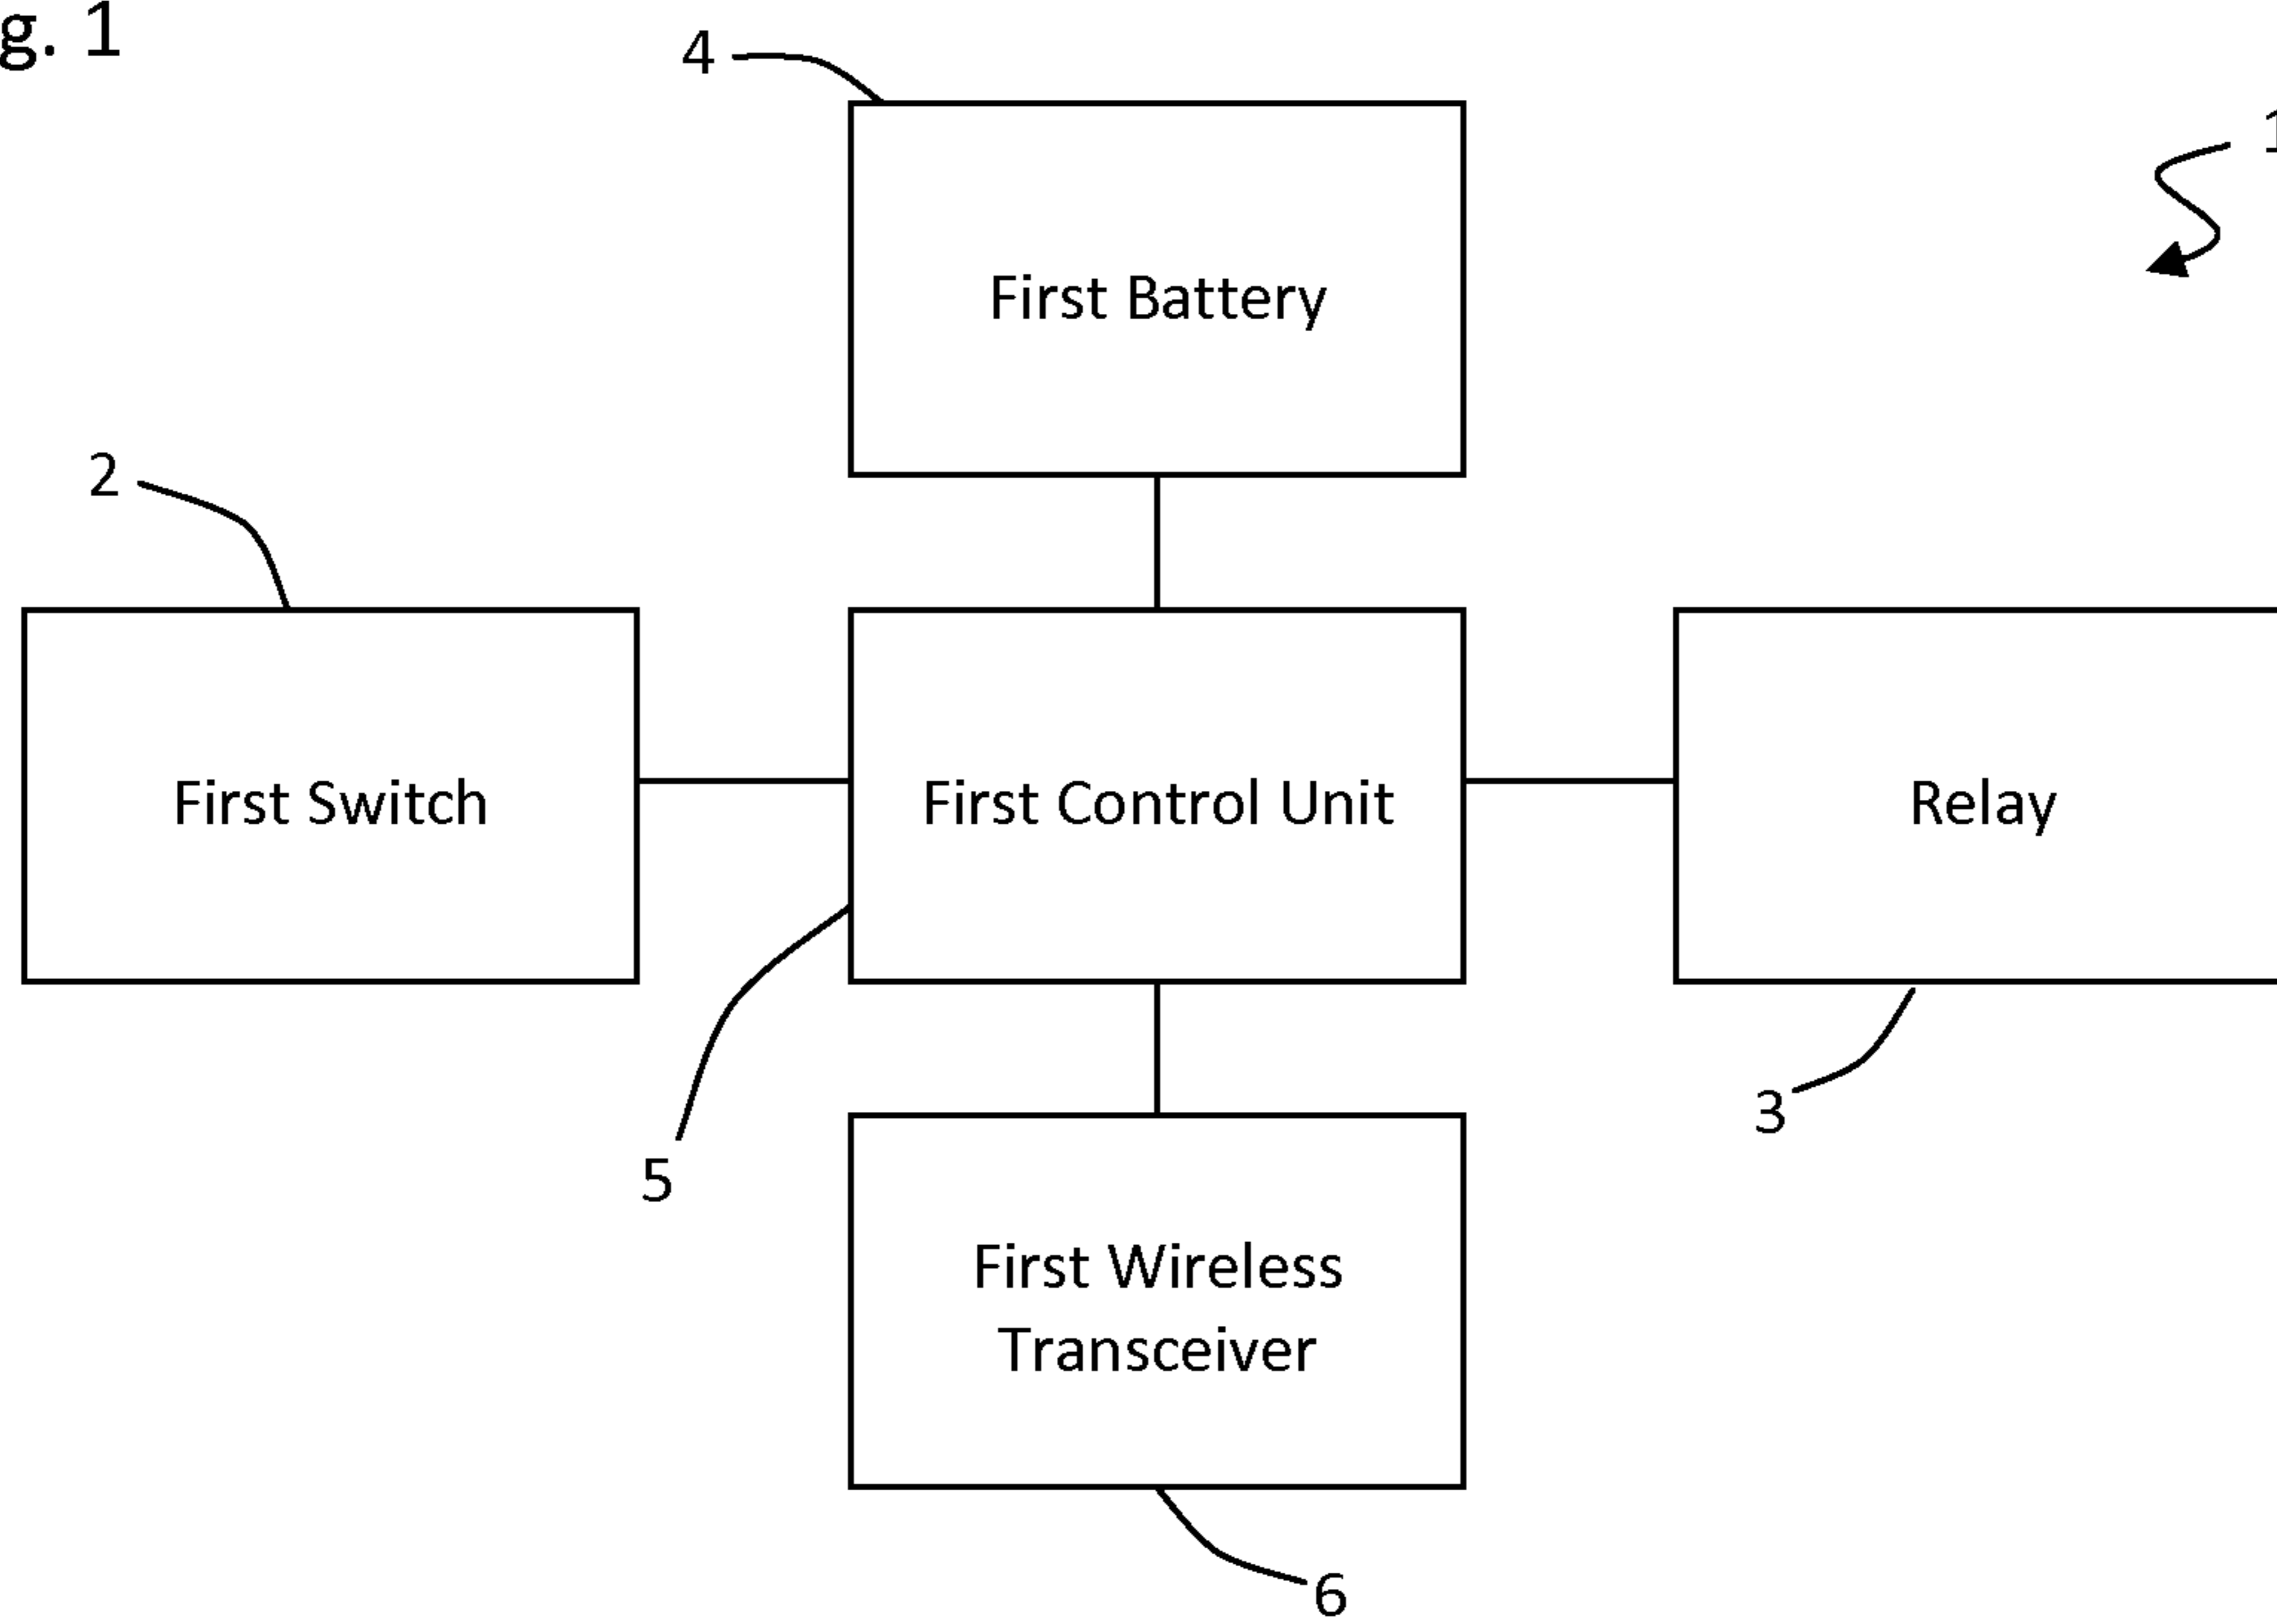 g. 1
4
1
First Battery
2
First Switch
First Control Unit
Relay
3
5
First Wireless
Transceiver
6